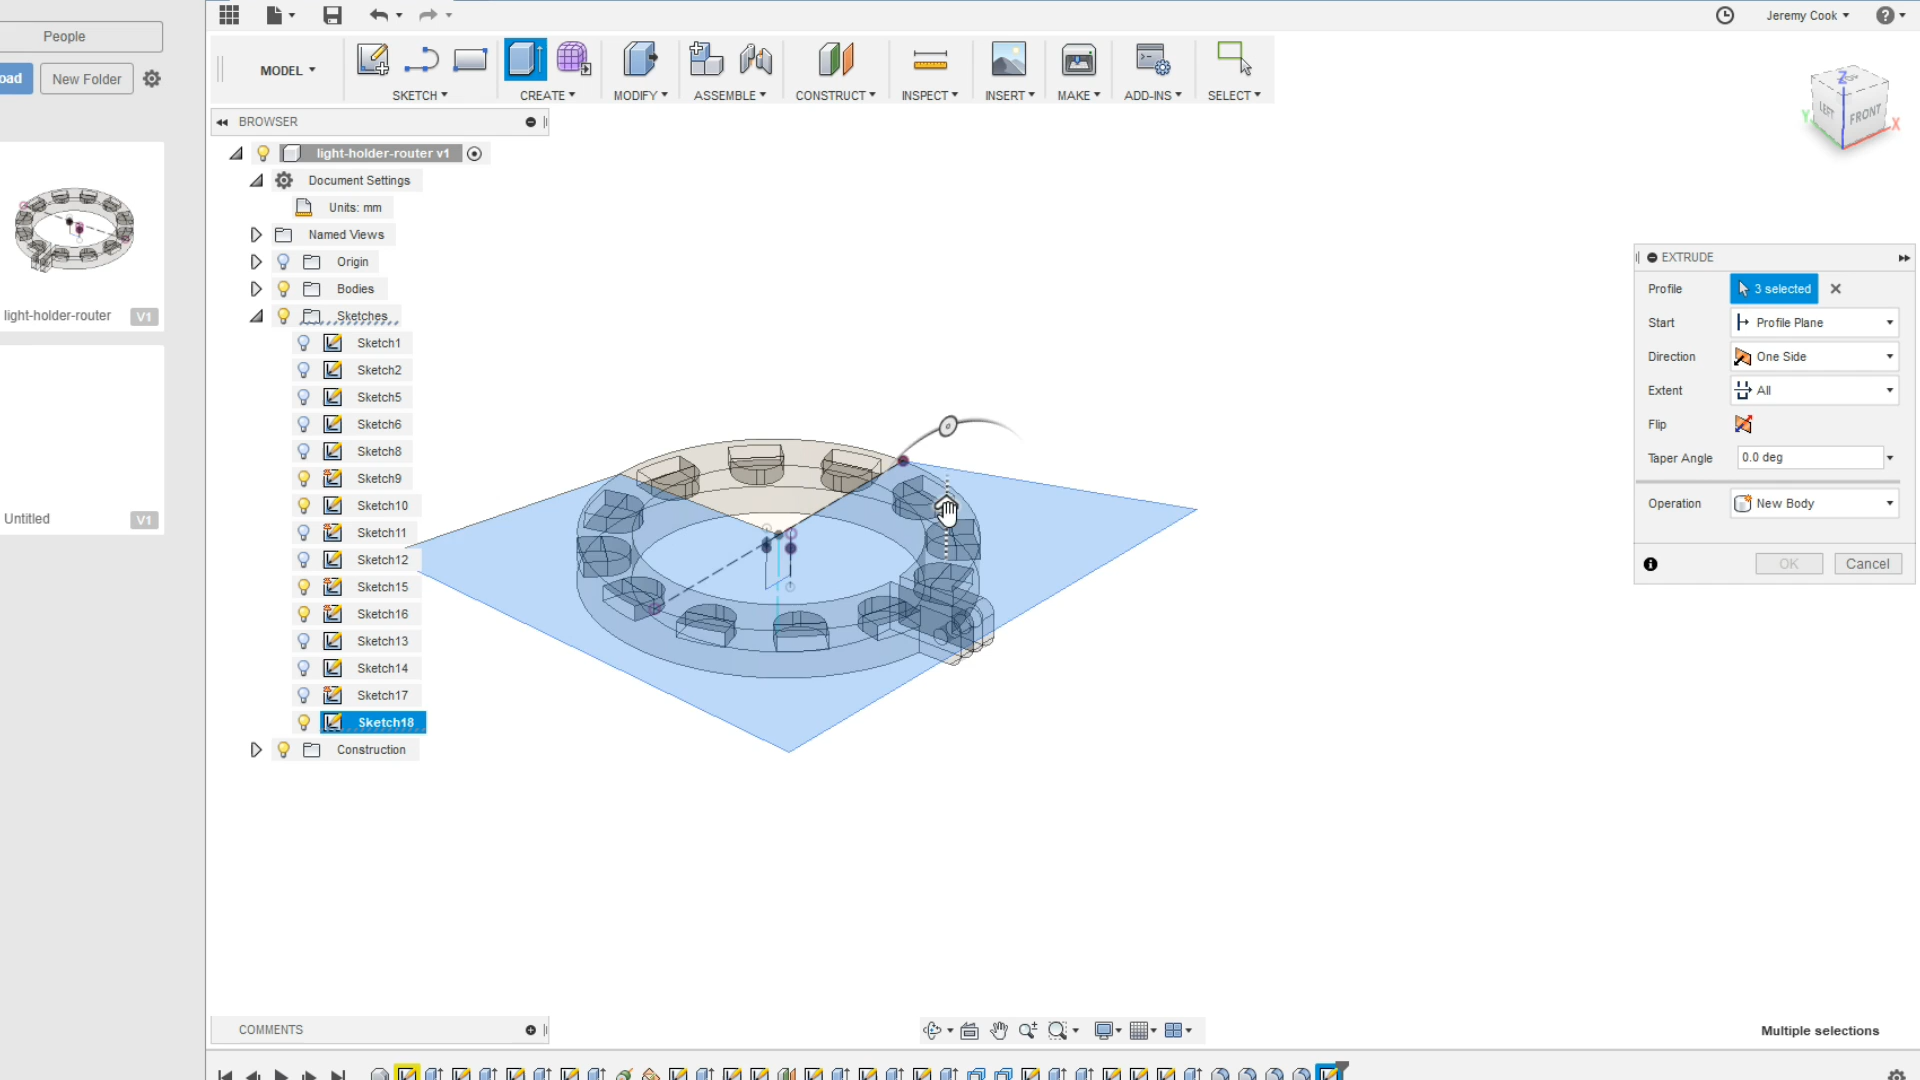 People
Jeremy Cook
oad
New Folder
MODEL
SKETCH
CREATE
MODIFY
ASSEMBLE
CONSTRUCT
INSPECT
INSERT
MAKE
ADD-INS
SELECT
BROWSER
light-holder-router v1
Document Settings
Units: mm
Named Views
Origin
Bodies
Sketches
Sketch1
Sketch2
Sketch5
Sketch6
Sketch8
Sketch9
Sketch10
Sketch11
Sketch12
Sketch15
Sketch16
Sketch13
Sketch14
Sketch17
Sketch18
Construction
light-holder-router V1
Untitled V1
Z
Y
X
LEFT
FRONT
EXTRUDE
Profile 3 selected
Start Profile Plane
Direction One Side
Extent All
Flip
Taper Angle 0.0 deg
Operation New Body
OK Cancel
COMMENTS
Multiple selections